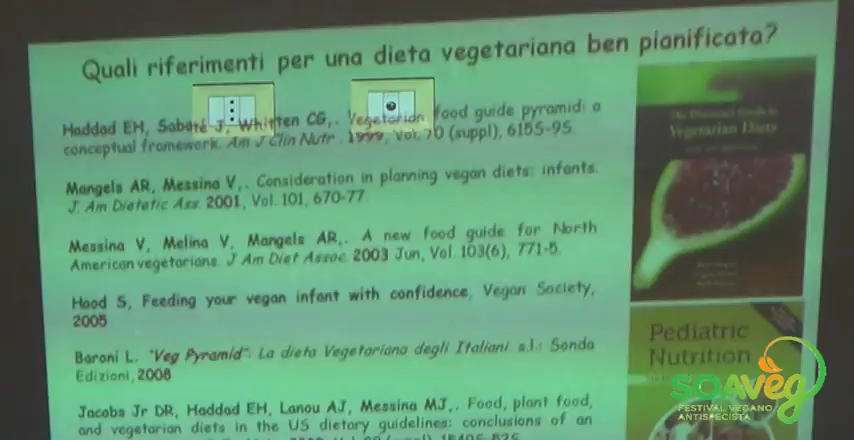 Quali riferimenti per una dieta vegetariana ben pianificata?
Haddad EH, Sabaté J, Whitten CG,. Vegetarian food guide pyramid: a
conceptual framework. Am J Clin Nutr. 1999, Vol. 70 (suppl), 615S-9S.
Mangels AR, Messina V,. Consideration in planning vegan diets: infants.
J. Am Dietetic Ass. 2001, Vol. 101, 670-77.
Messina V, Melina V, Mangels AR,. A new food guide for North
American vegetarians. J Am Diet Assoc. 2003 Jun, Vol. 103(6), 771-5.
Hood S, Feeding your vegan infant with confidence, Vegan Society,
2005
Baroni L. "Veg Pyramid": La dieta Vegetariana degli Italiani. s.l.: Sonda
Edizioni, 2008
Jacobs Jr DR, Haddad EH, Lanou AJ, Messina MJ,. Food, plant food,
and vegetarian diets in the US dietary guidelines: conclusions of an
Vegetarian Diets
Pediatric
Nutrition
SOAVEG
FESTIVAL VEGANO
ANTISPECISTA